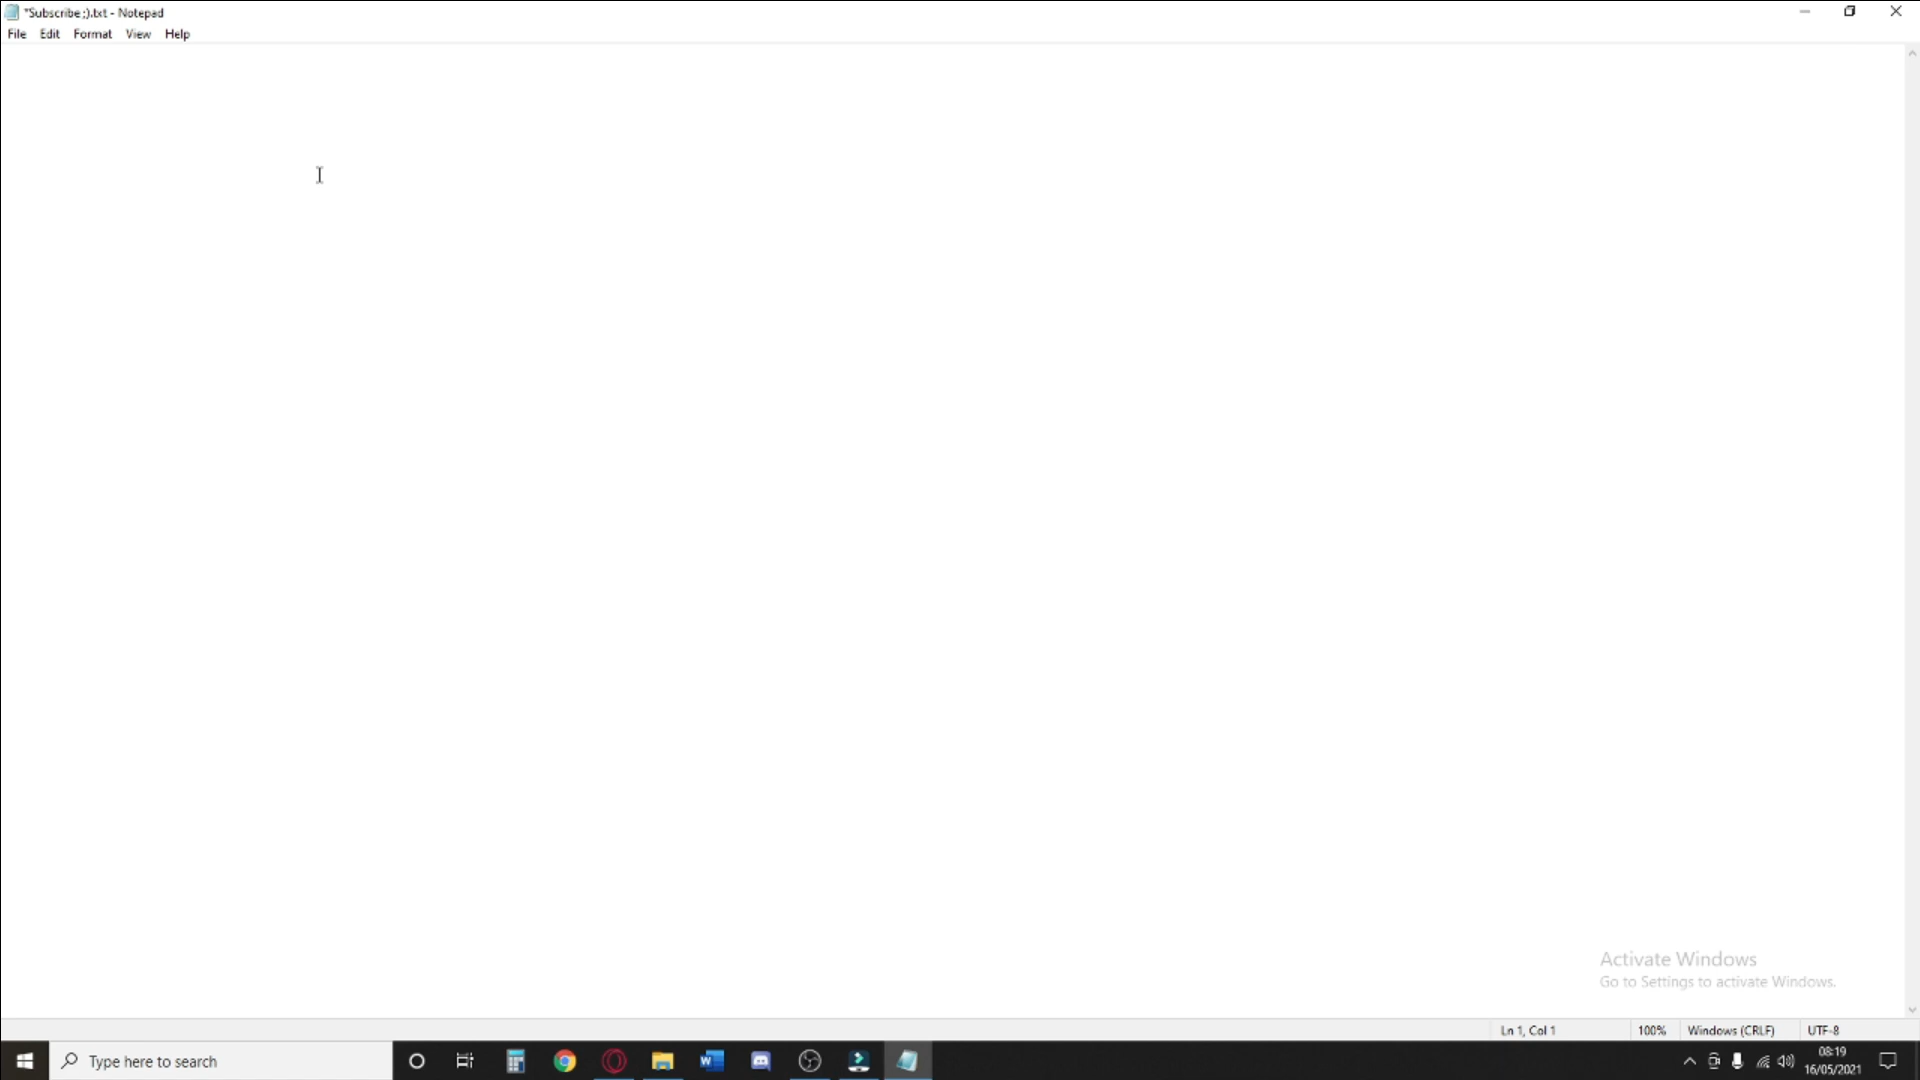 *Subscribe ;).txt - Notepad
File Edit Format View Help
Activate Windows
Go to Settings to activate Windows.
Ln 1, Col 1 100% Windows (CRLF) UTF-8
Type here to search
08:19
16/05/2021